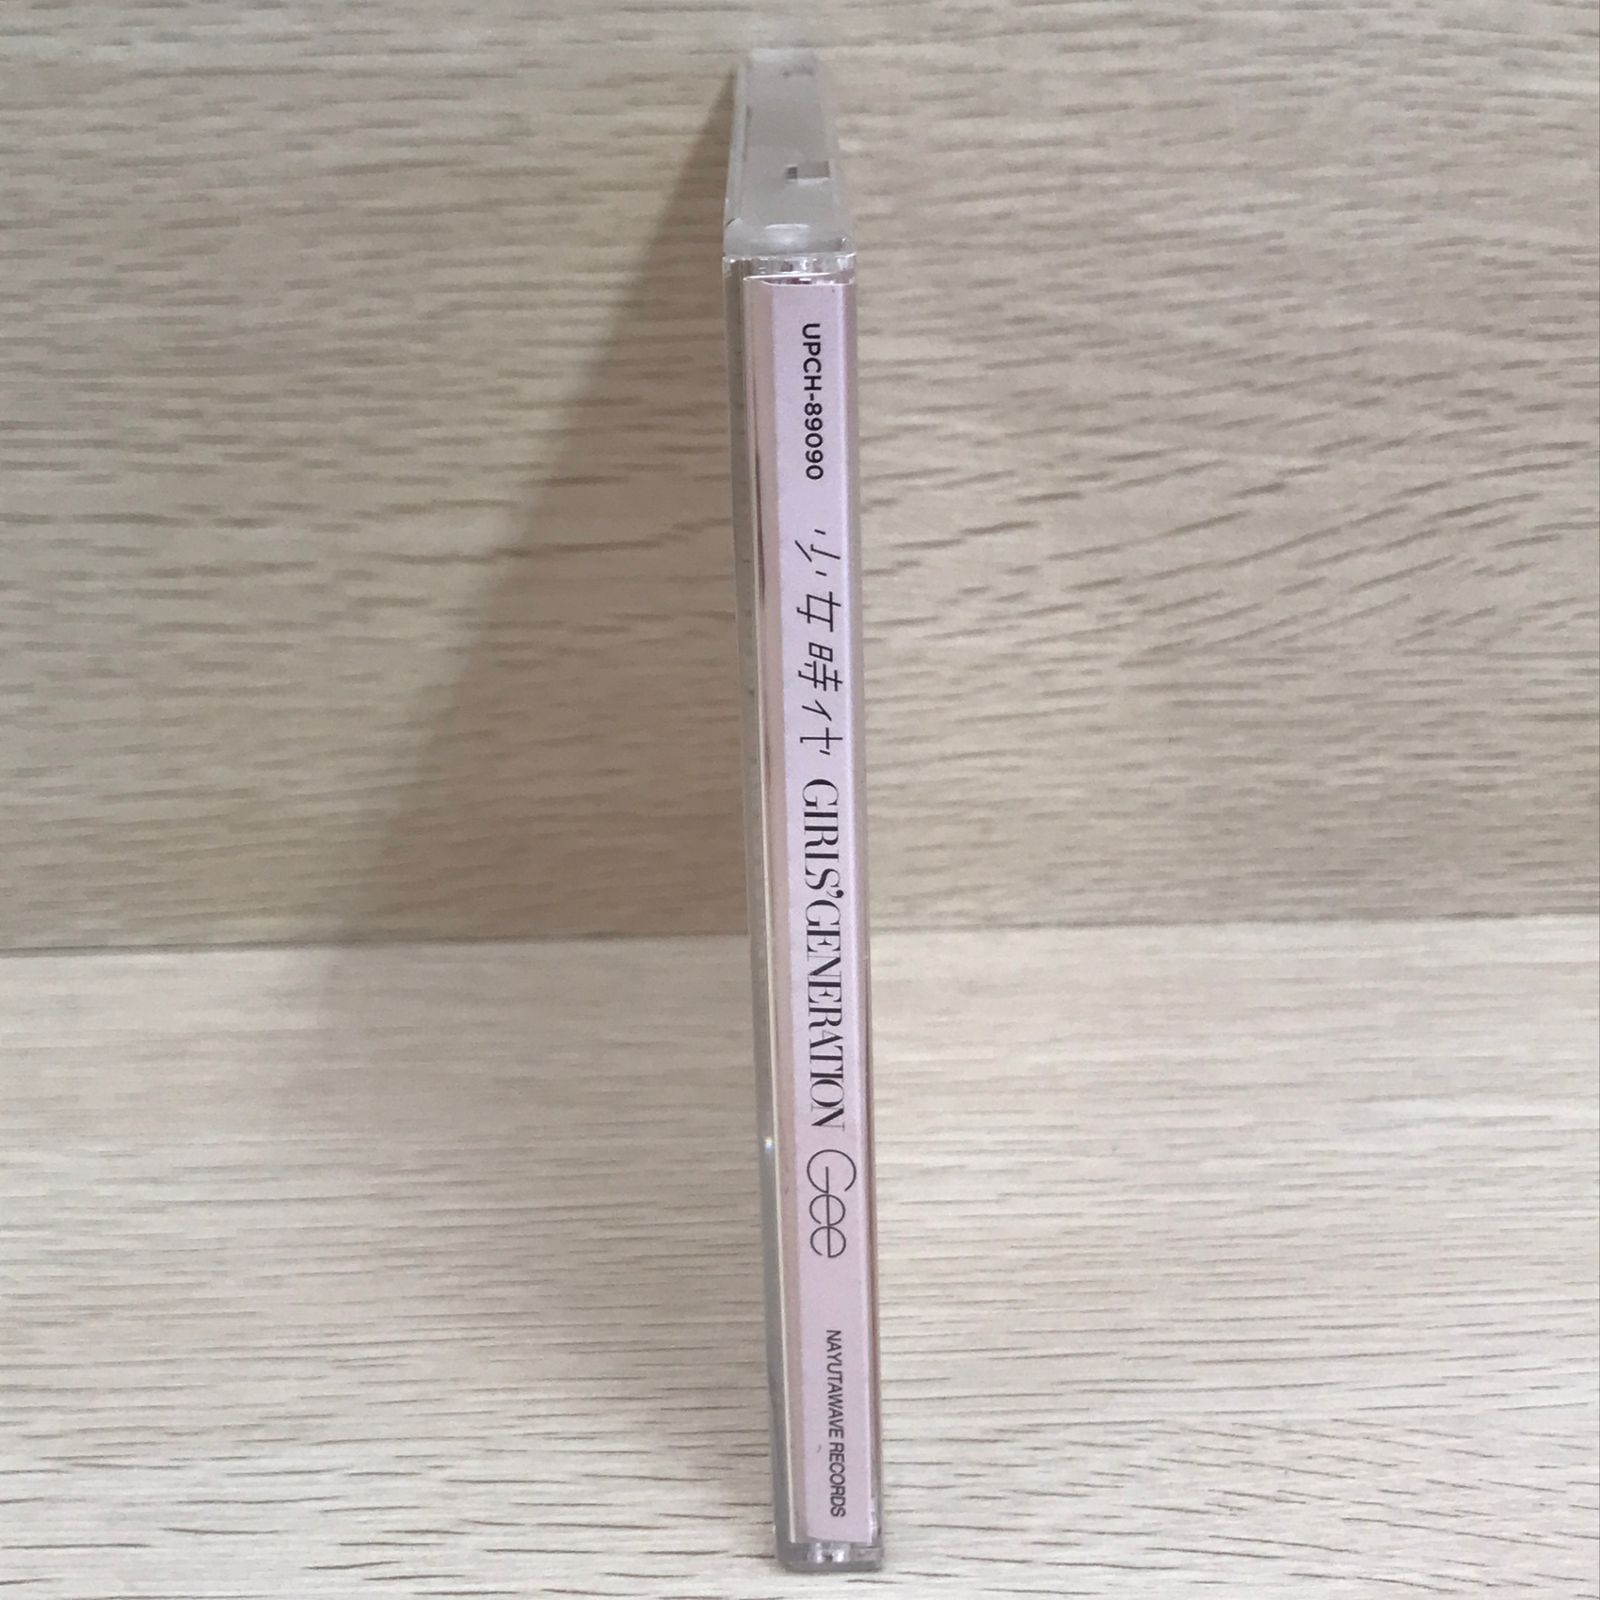 UPCH-89090 少女時代 GIRLS' GENERATION Gee NAYUTAWAVE RECORDS